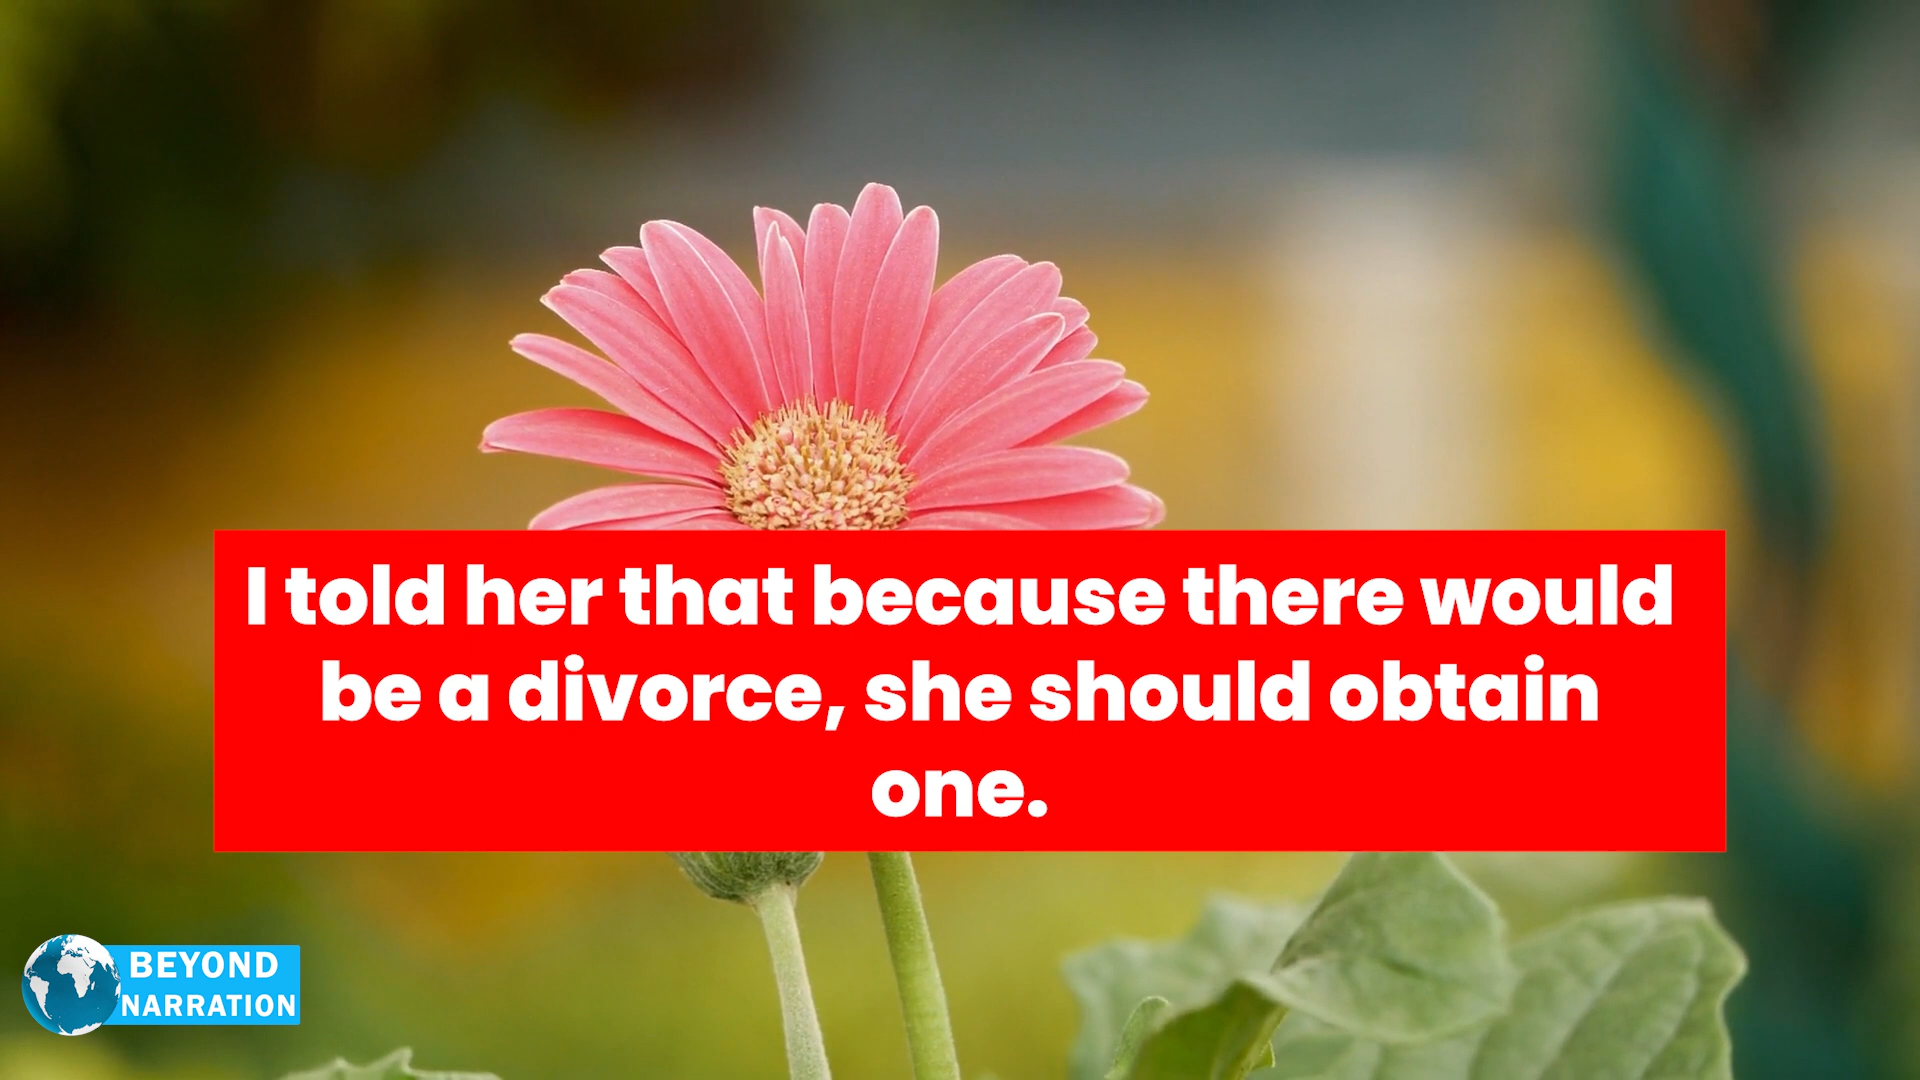 I told her that because there would
be a divorce, she should obtain
one.
BEYOND
NARRATION